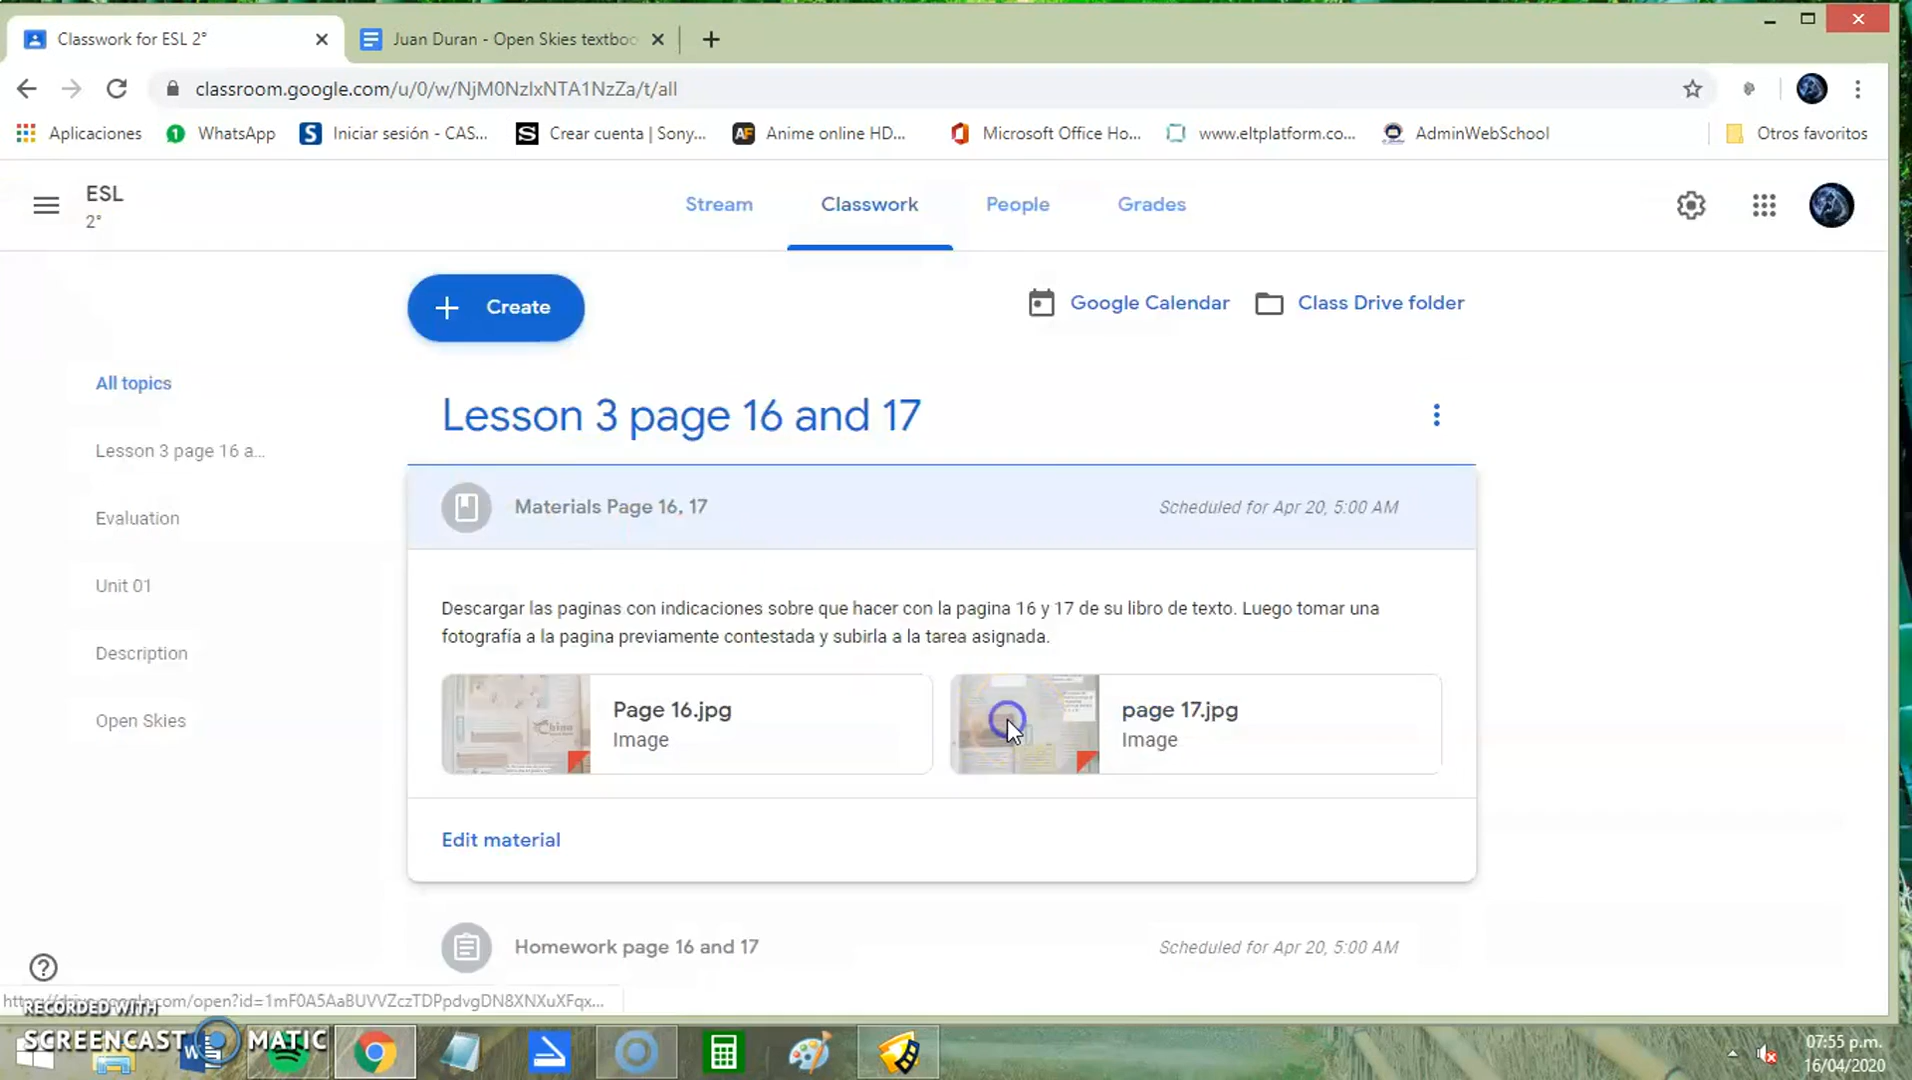 Classwork for ESL 2°
Juan Duran - Open Skies textboo
classroom.google.com/u/0/w/NjM0NzIxNTA1NzZa/t/all
Aplicaciones
WhatsApp
Iniciar sesión - CAS...
Crear cuenta | Sony...
Anime online HD...
Microsoft Office Ho...
www.eltplatform.co...
AdminWebSchool
Otros favoritos
ESL
2°
Stream
Classwork
People
Grades
Create
Google Calendar
Class Drive folder
All topics
Lesson 3 page 16 a...
Evaluation
Unit 01
Description
Open Skies
Lesson 3 page 16 and 17
Materials Page 16, 17
Scheduled for Apr 20, 5:00 AM
Descargar las paginas con indicaciones sobre que hacer con la pagina 16 y 17 de su libro de texto. Luego tomar una
fotografía a la pagina previamente contestada y subirla a la tarea asignada.
China
Page 16.jpg
Image
page 17.jpg
Image
Edit material
Homework page 16 and 17
Scheduled for Apr 20, 5:00 AM
https://drive.google.com/open?id=1mF0A5AaBUVVZczTDPpdvgDN8XNXuXFqx...
RECORDED WITH
SCREENCAST MATIC
07:55 p.m.
16/04/2020